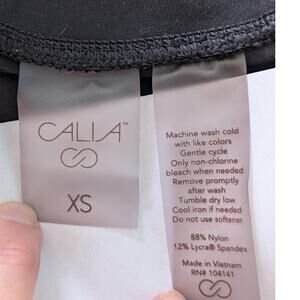 CALIA™
XS
Machine wash cold
with like colors
Gentle cycle
Only non-chlorine
bleach when needed
Remove promptly
after wash
Tumble dry low
Cool iron if needed
Do not use softener
88% Nylon
12% Lycra® Spandex
Made in Vietnam
RN# 104141